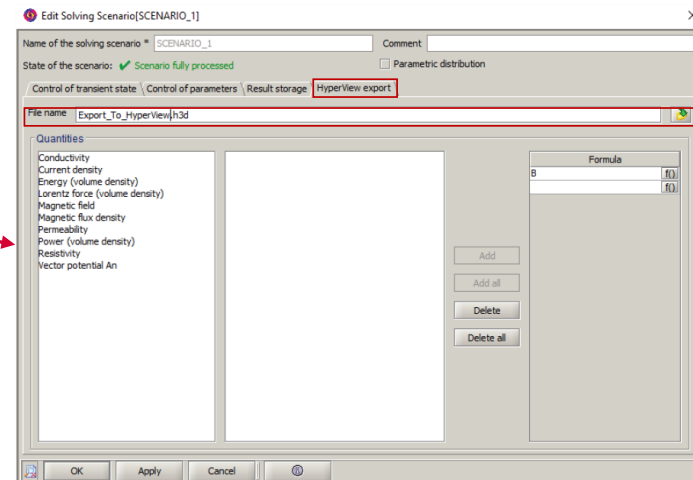 Edit Solving Scenario[SCENARIO_1]
Name of the solving scenario * SCENARIO_1 Comment
State of the scenario: Scenario fully processed Parametric distribution
Control of transient state Control of parameters Result storage HyperView export
File name Export_To_HyperView.h3d
Quantities
Conductivity
Current density
Energy (volume density)
Lorentz force (volume density)
Magnetic field
Magnetic flux density
Permeability
Power (volume density)
Resistivity
Vector potential An
Add
Add all
Delete
Delete all
Formula
B f()
f()
OK Apply Cancel